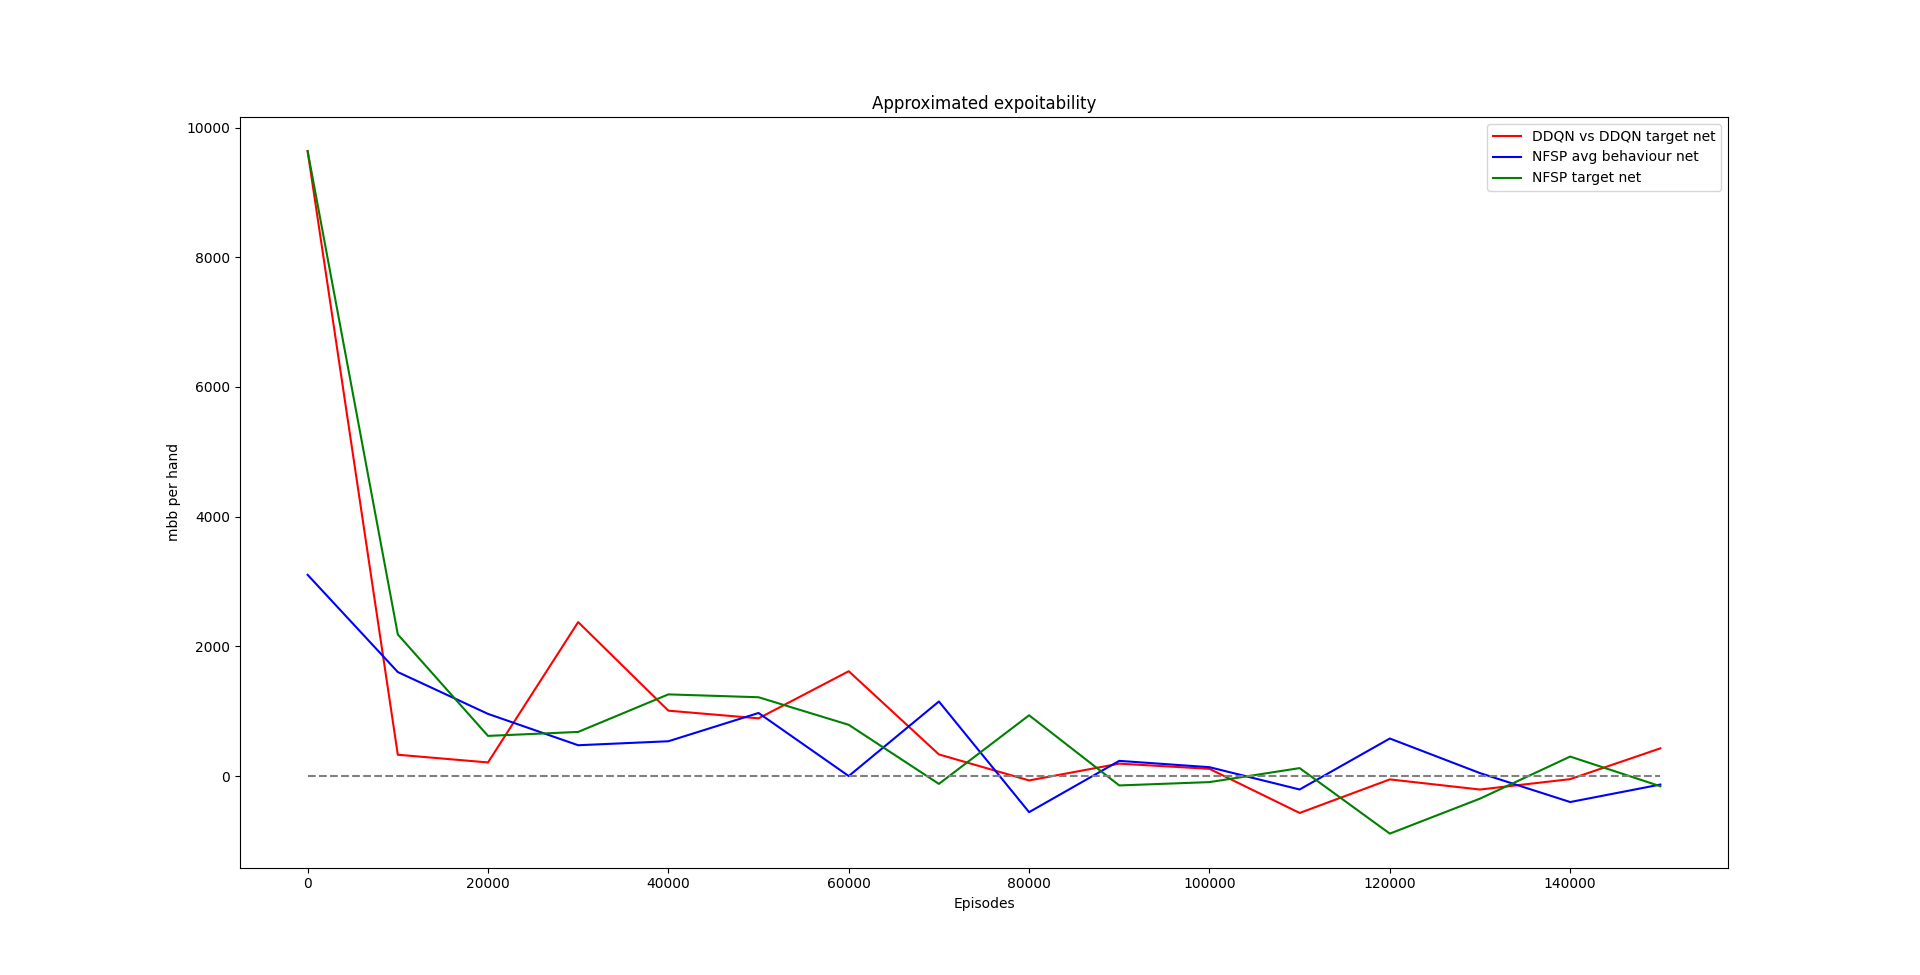 Approximated expoitability
10000
8000
6000
4000
2000
0
mbb per hand
DDQN vs DDQN target net
NFSP avg behaviour net
NFSP target net
0 20000 40000 60000 80000 100000 120000 140000
Episodes